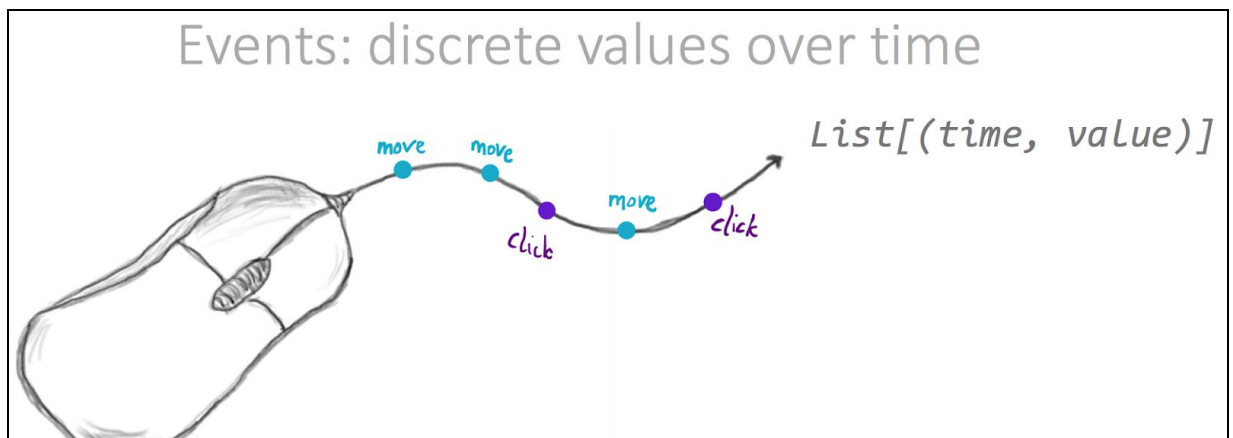 Events: discrete values over time
List[(time, value)]
move
move
move
click
click